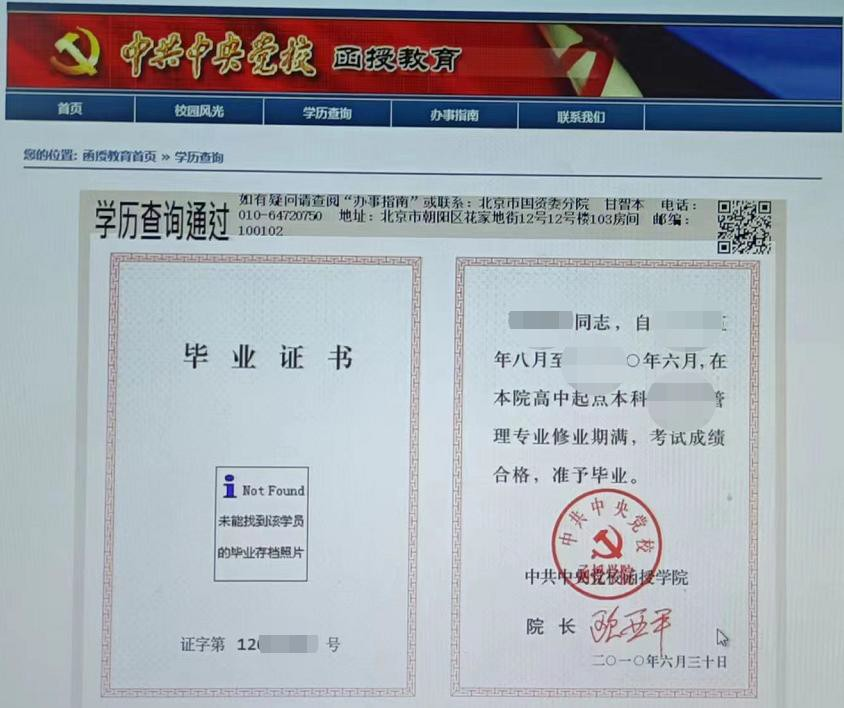 中共中央党校 函授教育
首页 校园风光 学历查询 办事指南 联系我们
您的位置: 函授教育首页 » 学历查询
学历查询通过
如有疑问请查阅“办事指南”或联系：北京市国资委分院 甘智本 电话：
010-64720750 地址：北京市朝阳区花家地街12号12号楼103房间 邮编：
100102
毕业证书
Not Found
未能找到该学员
的毕业存档照片
证字第 120 号
同志，自
年八月至 〇年六月,在
本院高中起点本科 管
理专业修业期满，考试成绩
合格，准予毕业。
中共中央党校
函授学院
中共中央党校函授学院
院 长
二〇一〇年六月三十日